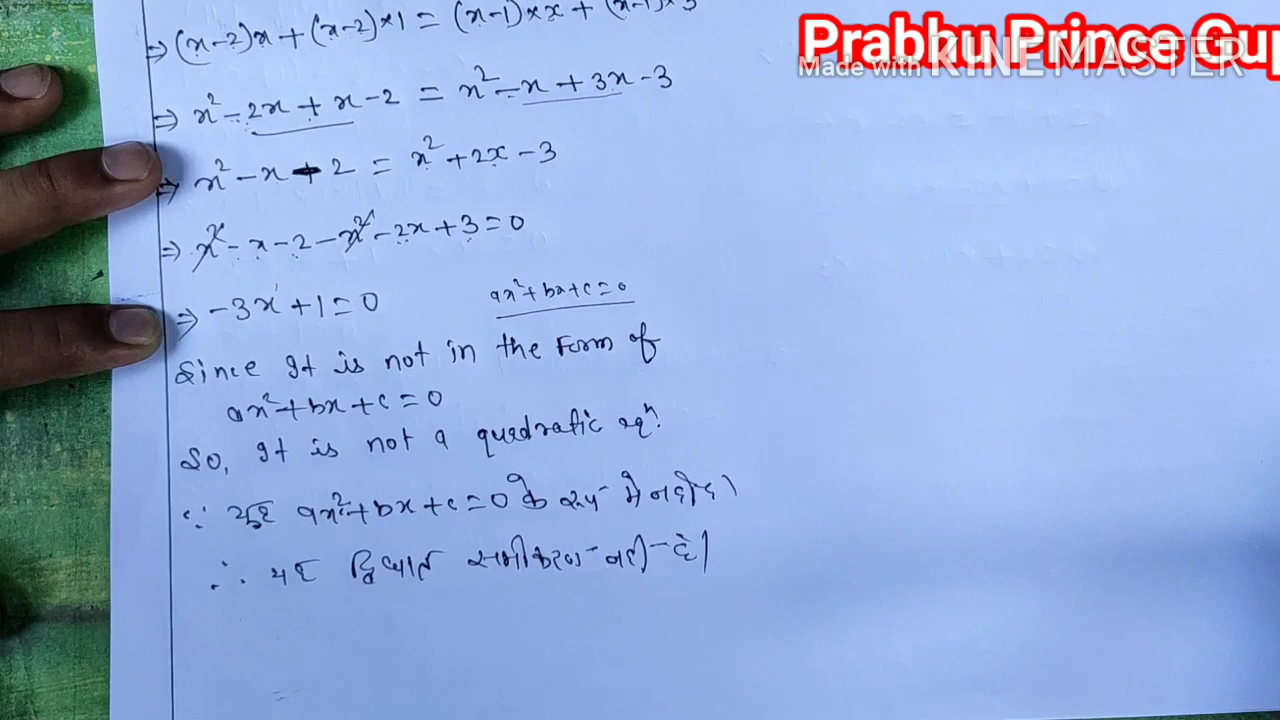 Prabhu Prince Gup
Made with KINEMASTER
⇒ (x-2)x + (x-2)×1 = (x-1)×x + (x-1)×3
⇒ x² - 2x + x - 2 = x² - x + 3x - 3
⇒ x² - x - 2 = x² + 2x - 3
⇒ x² - x - 2 - x² - 2x + 3 = 0
⇒ -3x + 1 = 0
ax² + bx + c = 0
Since It is not in the Form of
ax² + bx + c = 0
So, It is not a quadratic eqⁿ.
∵ यह ax² + bx + c = 0 के रूप में नहीं है।
∴ यह द्विघात समीकरण नहीं है।